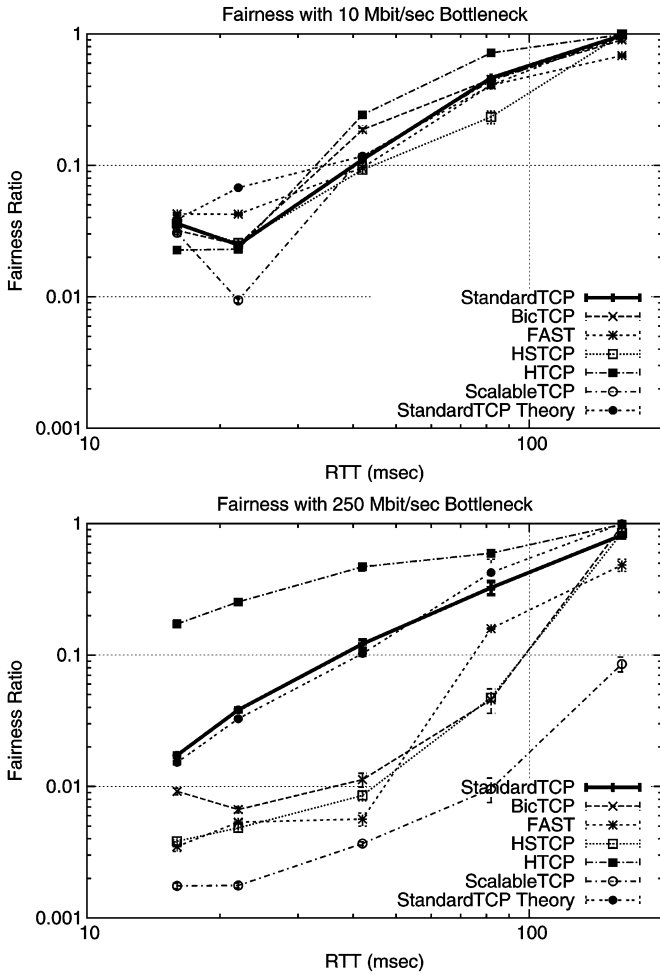 Fairness with 10 Mbit/sec Bottleneck
1
0.1
0.01
0.001
Fairness Ratio
StandardTCP
BicTCP
FAST
HSTCP
HTCP
ScalableTCP
StandardTCP Theory
10
100
RTT (msec)
Fairness with 250 Mbit/sec Bottleneck
1
0.1
0.01
0.001
Fairness Ratio
StandardTCP
BicTCP
FAST
HSTCP
HTCP
ScalableTCP
StandardTCP Theory
10
100
RTT (msec)